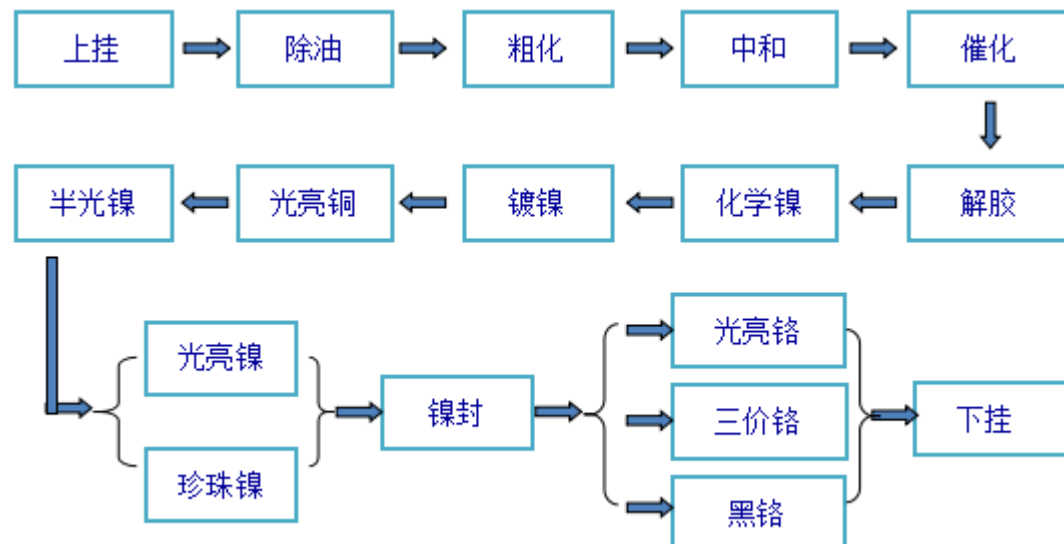 上挂
除油
粗化
中和
催化
解胶
化学镍
镀镍
光亮铜
半光镍
光亮镍
珍珠镍
镍封
光亮铬
三价铬
黑铬
下挂